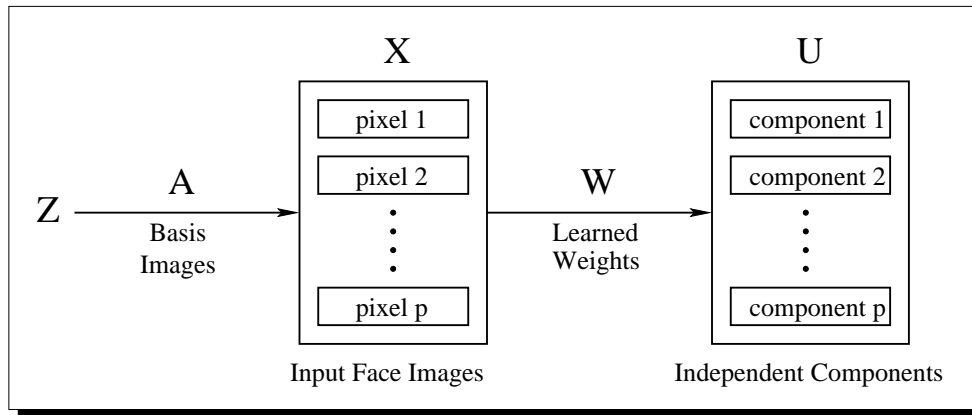 X
U
pixel 1
component 1
pixel 2
component 2
A
W
Z
Basis
Images
Learned
Weights
pixel p
component p
Input Face Images
Independent Components